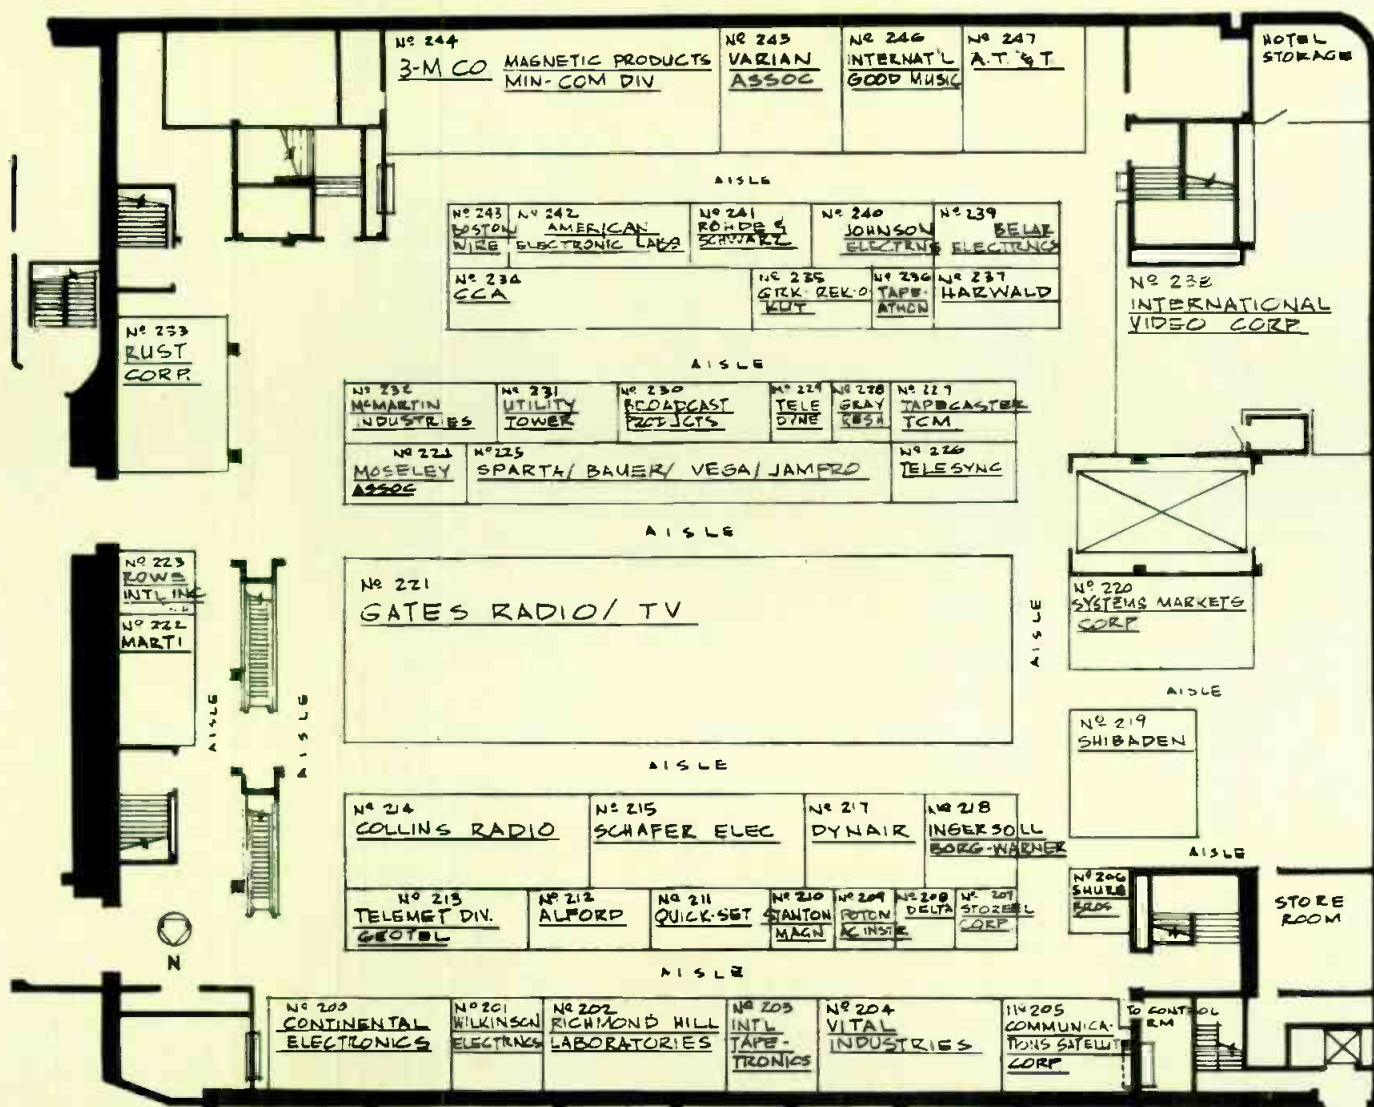 Nº 244
3-M CO MAGNETIC PRODUCTS
MIN-COM DIV
Nº 245
VARIAN
ASSOC
Nº 246
INTERNAT'L
GOOD MUSIC
Nº 247
A.T. & T.
HOTEL
STORAGE
AISLE
Nº 243
BOSTON
WIRE
Nº 242
AMERICAN
ELECTRONIC LABS
Nº 241
ROHDE &
SCHWARZ
Nº 240
JOHNSON
ELECTRNS
Nº 239
BELAR
ELECTRNCS
Nº 234
CCA
Nº 235
GRK-REK-O-
KUT
Nº 236
TAPE-
ATHON
Nº 237
HARWALD
Nº 238
INTERNATIONAL
VIDEO CORP.
Nº 233
RUST
CORP.
AISLE
Nº 232
McMARTIN
INDUSTRIES
Nº 231
UTILITY
TOWER
Nº 230
BROADCAST
PRODUCTS
Nº 229
TELE
DYNE
Nº 228
GRAY
RESH
Nº 227
TAPECASTER
TCM
Nº 224
MOSELEY
ASSOC
Nº 225
SPARTA/ BAUER/ VEGA/ JAMPRO
Nº 226
TELESYNC
AISLE
Nº 223
ROWE
INTL INC
Nº 222
MARTI
Nº 221
GATES RADIO/ TV
AISLE
Nº 220
SYSTEMS MARKETS
CORP
AISLE
AISLE
AISLE
Nº 219
SHIBADEN
AISLE
Nº 214
COLLINS RADIO
Nº 215
SCHAFER ELEC
Nº 217
DYNAIR
Nº 218
INGERSOLL
BORG-WARNER
AISLE
Nº 213
TELEMET DIV.
GEOTEL
Nº 212
ALFORD
Nº 211
QUICK-SET
Nº 210
STANTON
MAGN
Nº 209
POTOM
AC INSTR
Nº 208
DELTA
Nº 207
CORP
Nº 206
SHURE
BROS
STORE
ROOM
N
AISLE
Nº 200
CONTINENTAL
ELECTRONICS
Nº 201
WILKINSON
ELECTRNCS
Nº 202
RICHMOND HILL
LABORATORIES
Nº 203
INTL
TAPE-
TRONICS
Nº 204
VITAL
INDUSTRIES
Nº 205
COMMUNICA-
TIONS SATELLITE
CORP
TO CONTROL
RM